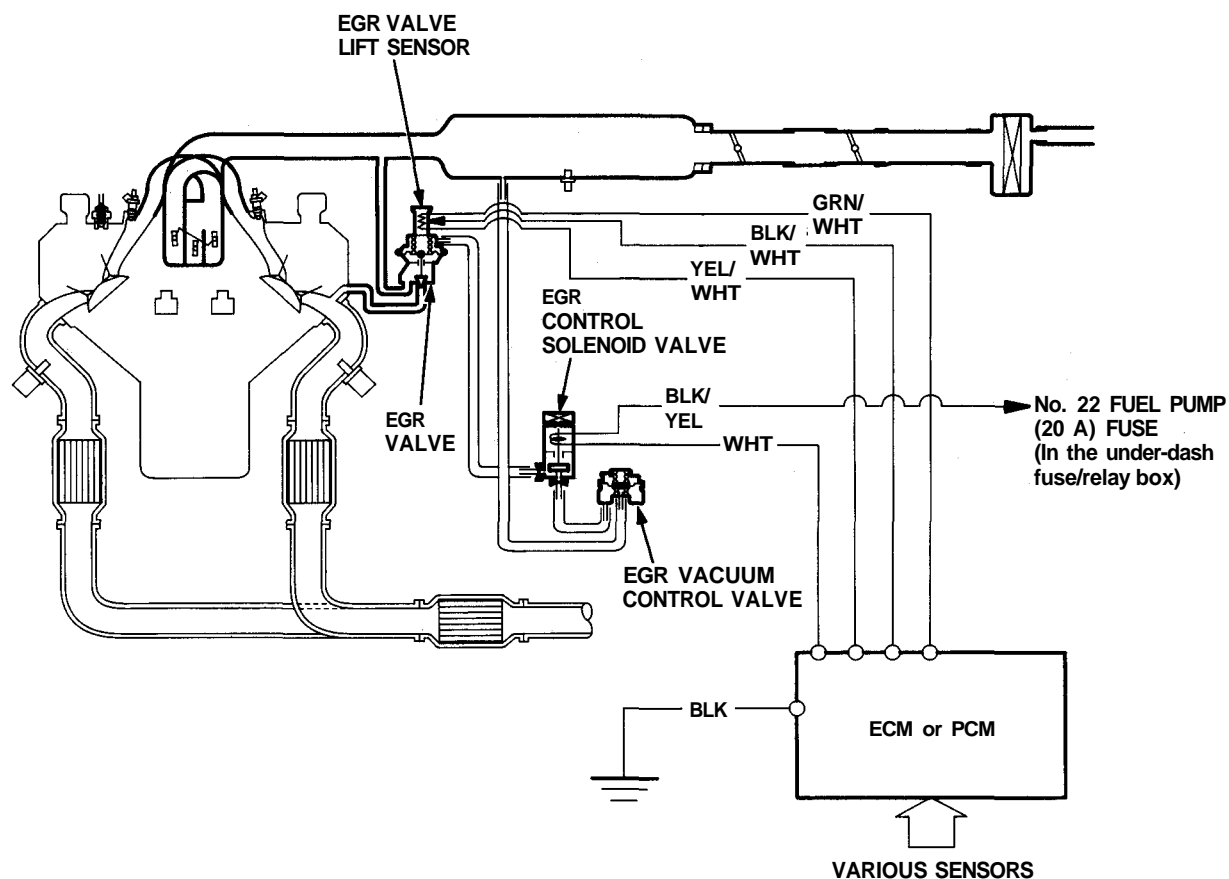 EGR VALVE
LIFT SENSOR
GRN/
WHT
BLK/
WHT
YEL/
WHT
EGR
CONTROL
SOLENOID VALVE
EGR
VALVE
BLK/
YEL
WHT
No. 22 FUEL PUMP
(20 A) FUSE
(In the under-dash
fuse/relay box)
EGR VACUUM
CONTROL VALVE
BLK
ECM or PCM
VARIOUS SENSORS